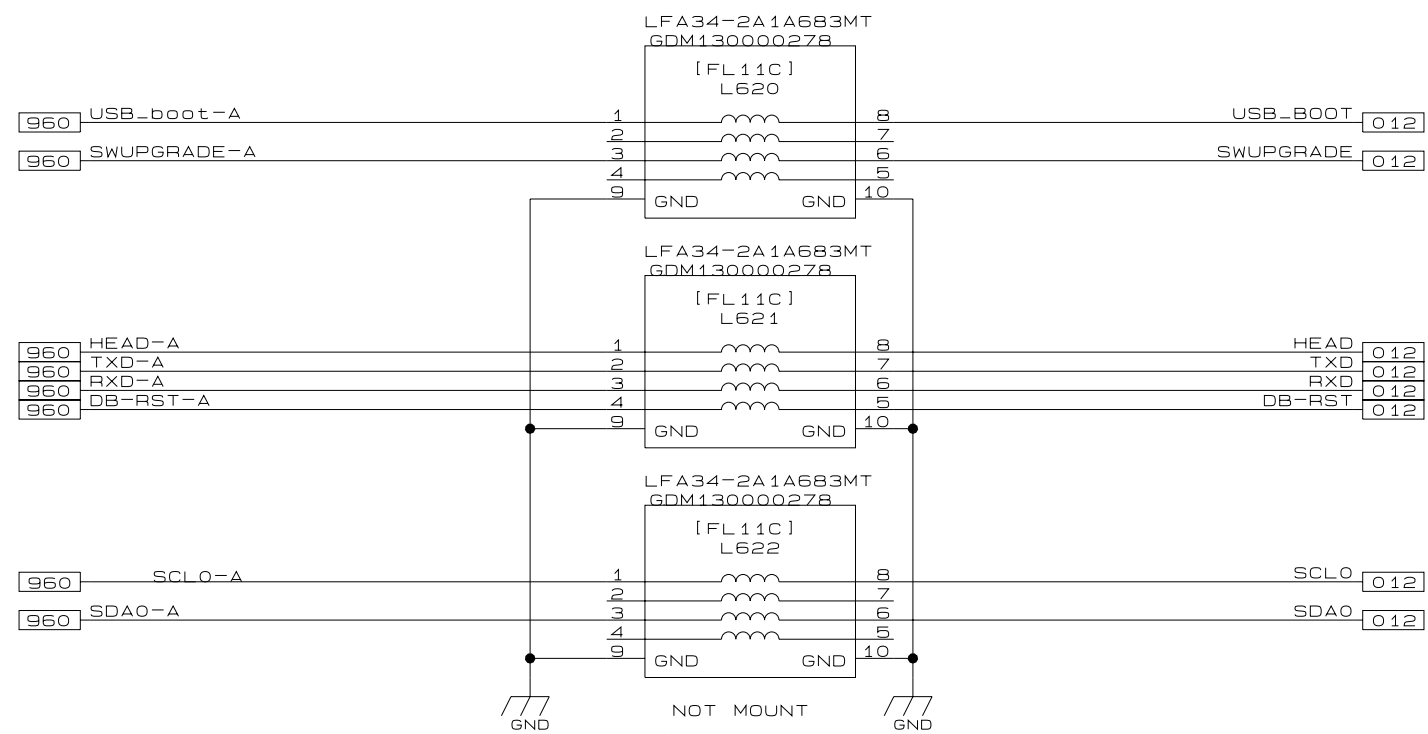 LFA34-2A1A683MT
GDM130000278
[FL11C]
L620
960 USB_boot-A 1 8 USB_BOOT 012
2 7
960 SWUPGRADE-A 3 6 SWUPGRADE 012
4 5
9 GND GND 10
LFA34-2A1A683MT
GDM130000278
[FL11C]
L621
960 HEAD-A 1 8 HEAD 012
960 TXD-A 2 7 TXD 012
960 RXD-A 3 6 RXD 012
960 DB-RST-A 4 5 DB-RST 012
9 GND GND 10
LFA34-2A1A683MT
GDM130000278
[FL11C]
L622
960 SCL0-A 1 8 SCL0 012
2 7
960 SDA0-A 3 6 SDA0 012
4 5
9 GND GND 10
GND NOT MOUNT GND